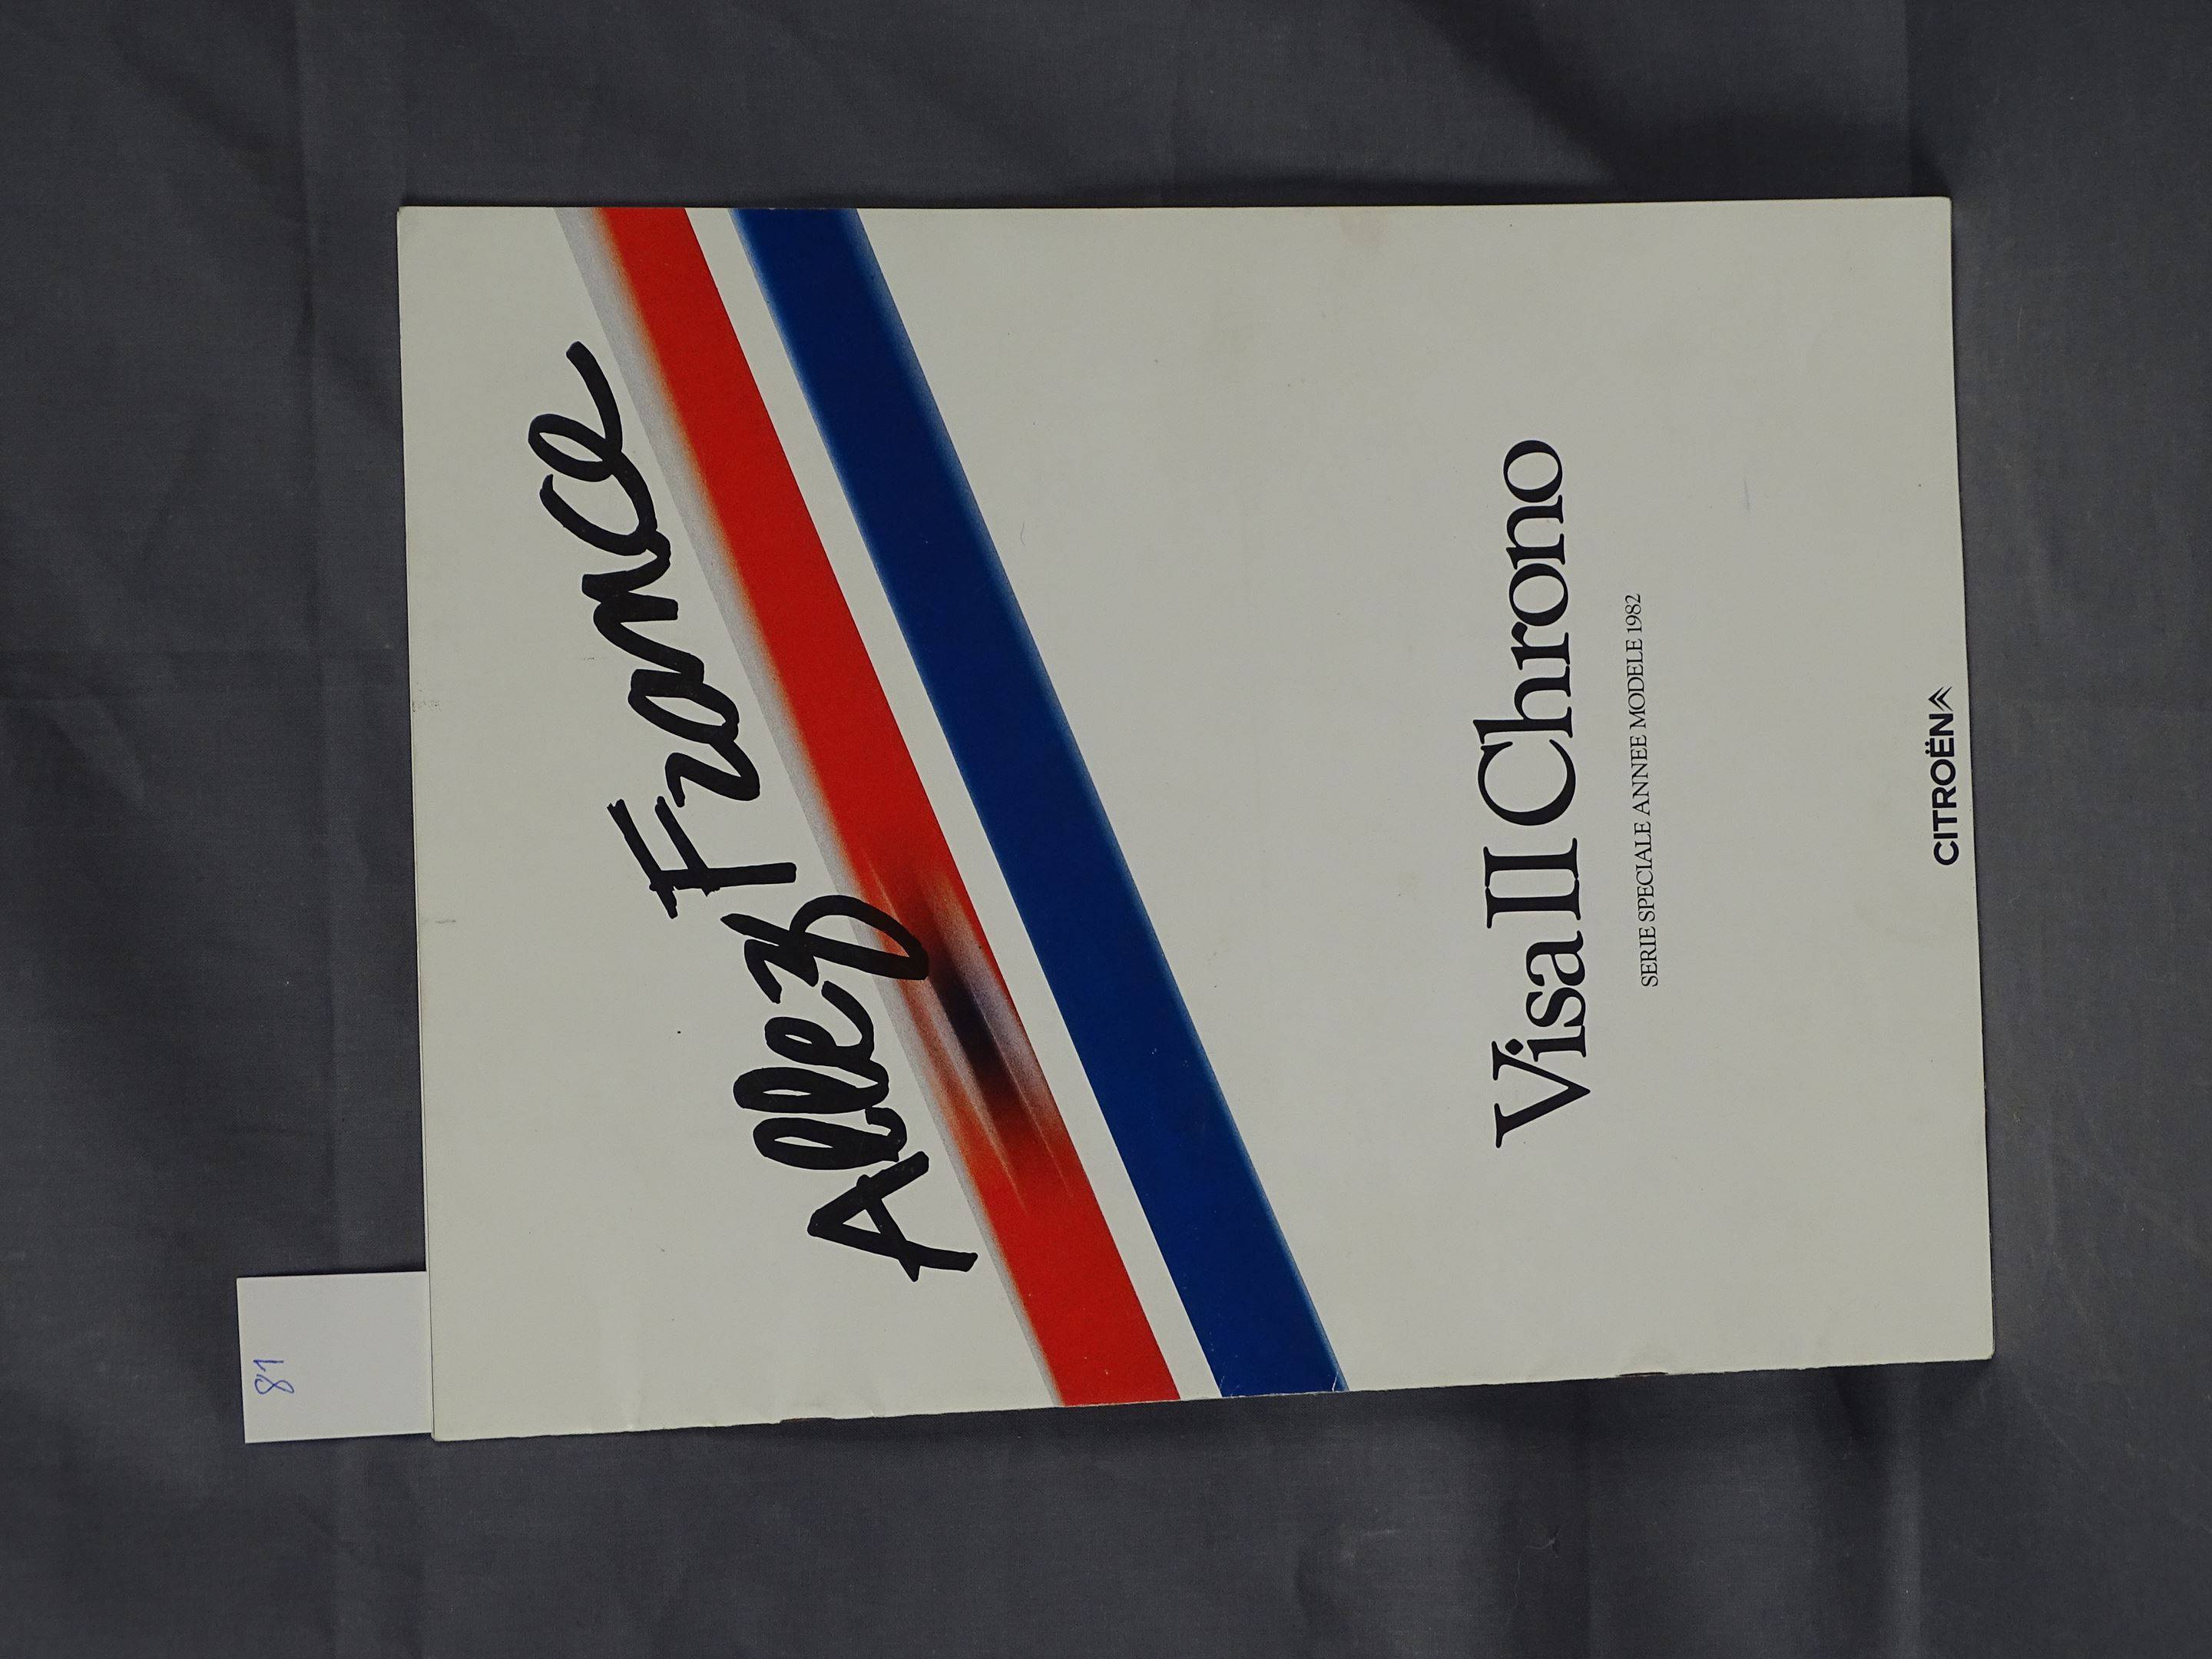 81
Allez France
Visa II Chrono
SERIE SPECIALE ANNEE MODELE 1982
CITROËN